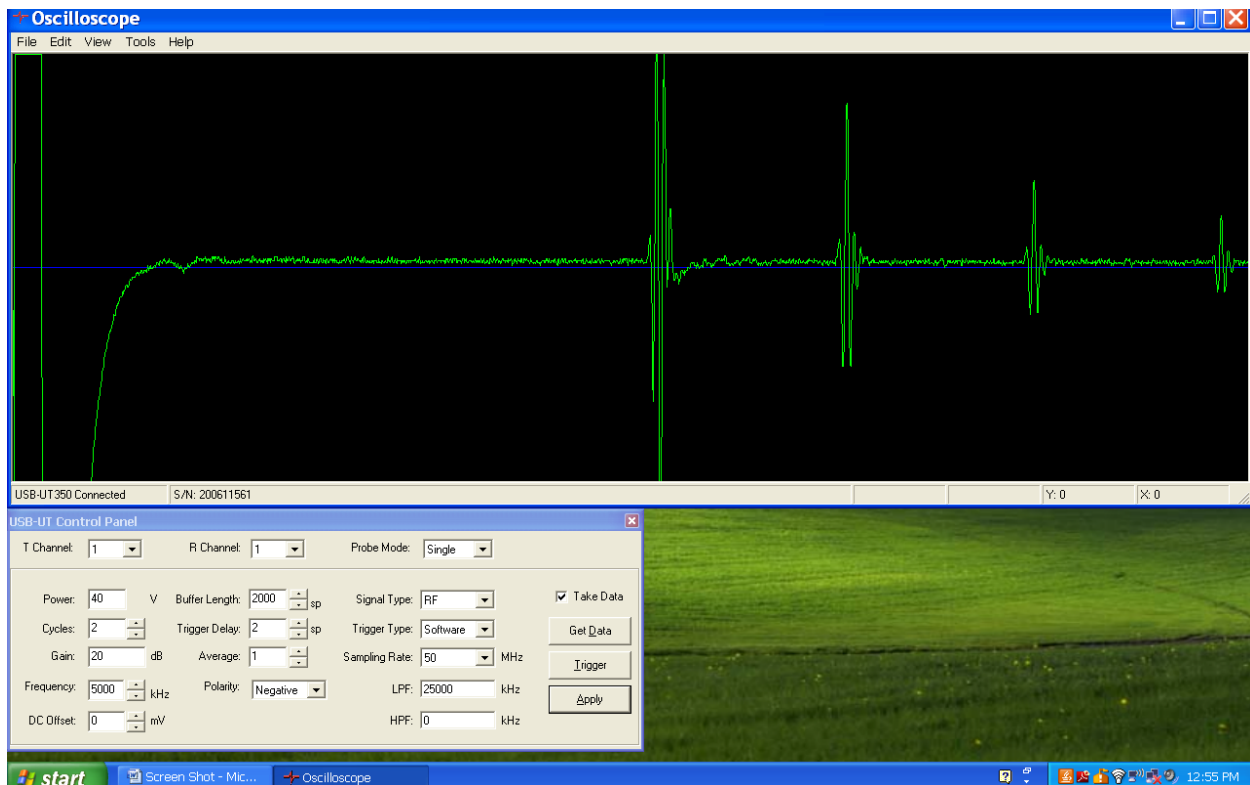 Oscilloscope
File Edit View Tools Help
USB-UT350 Connected S/N: 200611561 Y: 0 X: 0
USB-UT Control Panel
T Channel: 1 R Channel: 1 Probe Mode: Single
Power: 40 V Buffer Length: 2000 sp Signal Type: RF Take Data
Cycles: 2 Trigger Delay: 2 sp Trigger Type: Software Get Data
Gain: 20 dB Average: 1 Sampling Rate: 50 MHz Trigger
Frequency: 5000 kHz Polarity: Negative LPF: 25000 kHz Apply
DC Offset: 0 mV HPF: 0 kHz
start Screen Shot - Mic... Oscilloscope 12:55 PM